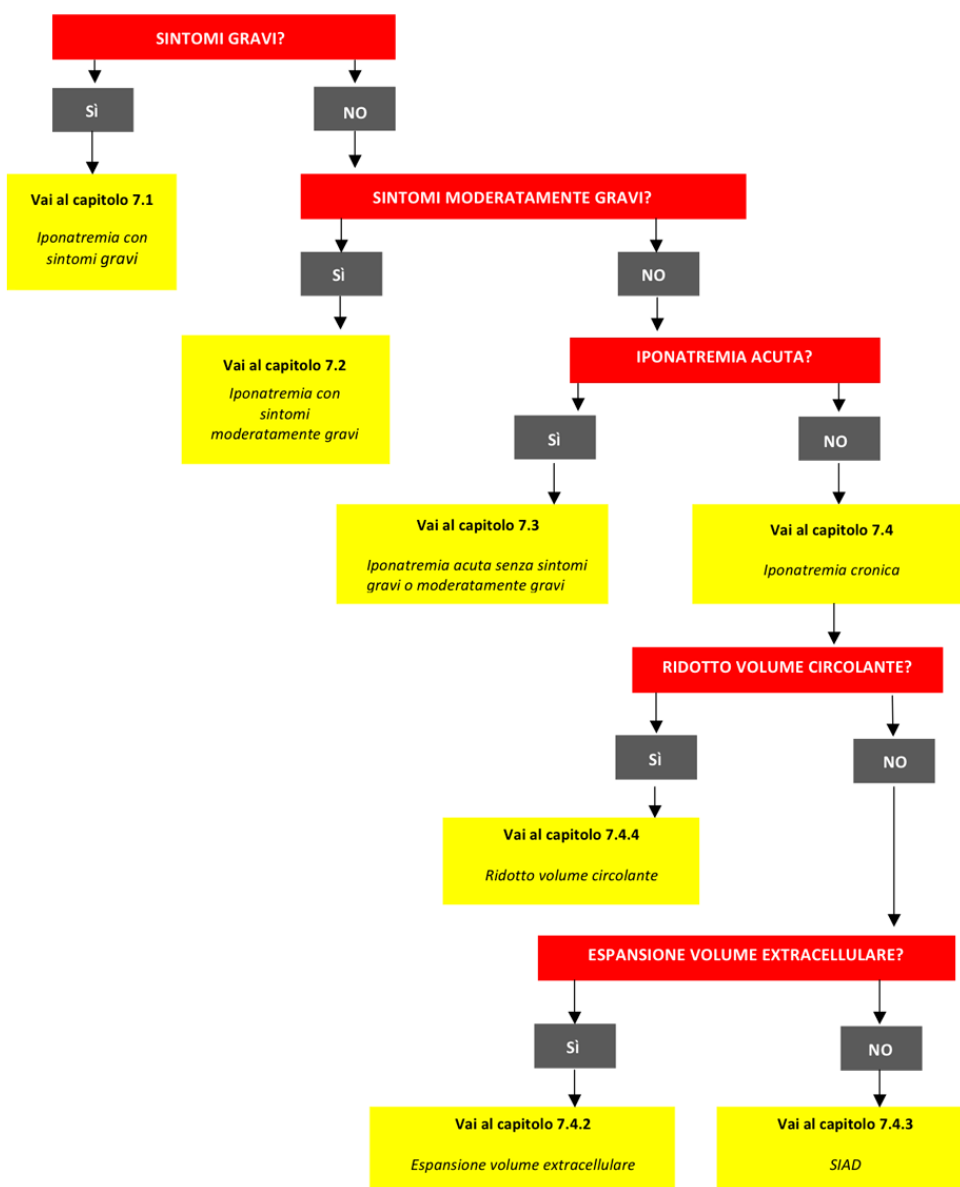 SINTOMI GRAVI?
Sì
NO
Vai al capitolo 7.1
Iponatremia con
sintomi gravi
SINTOMI MODERATAMENTE GRAVI?
Sì
NO
Vai al capitolo 7.2
Iponatremia con
sintomi
moderatamente gravi
IPONATREMIA ACUTA?
Sì
NO
Vai al capitolo 7.3
Iponatremia acuta senza sintomi
gravi o moderatamente gravi
Vai al capitolo 7.4
Iponatremia cronica
RIDOTTO VOLUME CIRCOLANTE?
Sì
NO
Vai al capitolo 7.4.4
Ridotto volume circolante
ESPANSIONE VOLUME EXTRACELLULARE?
Sì
NO
Vai al capitolo 7.4.2
Espansione volume extracellulare
Vai al capitolo 7.4.3
SIAD